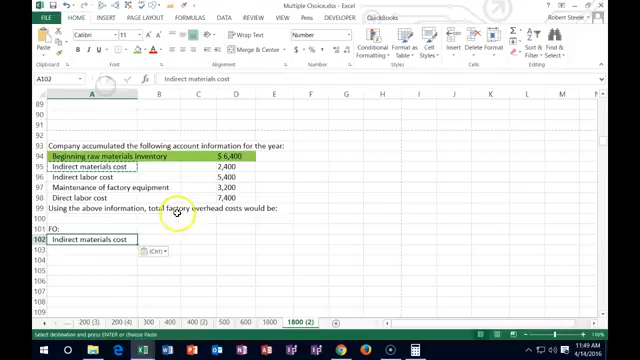 Multiple Choice.xlsx - Excel
FILE HOME INSERT PAGE LAYOUT FORMULAS DATA REVIEW VIEW Pens Developer QuickBooks Robert Steele
Calibri 11 Wrap Text Number
Paste B I U Merge & Center $ % Conditional Formatting Format as Table Cell Styles Insert Delete Format Sort & Filter Find & Select
Clipboard Font Alignment Number Styles Cells Editing
A102 fx Indirect materials cost
A B C D E F G H I J K L M
89
90
91
92
93 Company accumulated the following account information for the year:
94 Beginning raw materials inventory $ 6,400
95 Indirect materials cost 2,400
96 Indirect labor cost 5,400
97 Maintenance of factory equipment 3,200
98 Direct labor cost 7,400
99 Using the above information, total factory overhead costs would be:
100
101 FO:
102 Indirect materials cost
103 (Ctrl)
104
105
106
107
108
109
200 (3) 200 (4) 300 400 400 (2) 500 600 1800 1800 (2)
Select destination and press ENTER or choose Paste
11:49 AM
4/14/2016